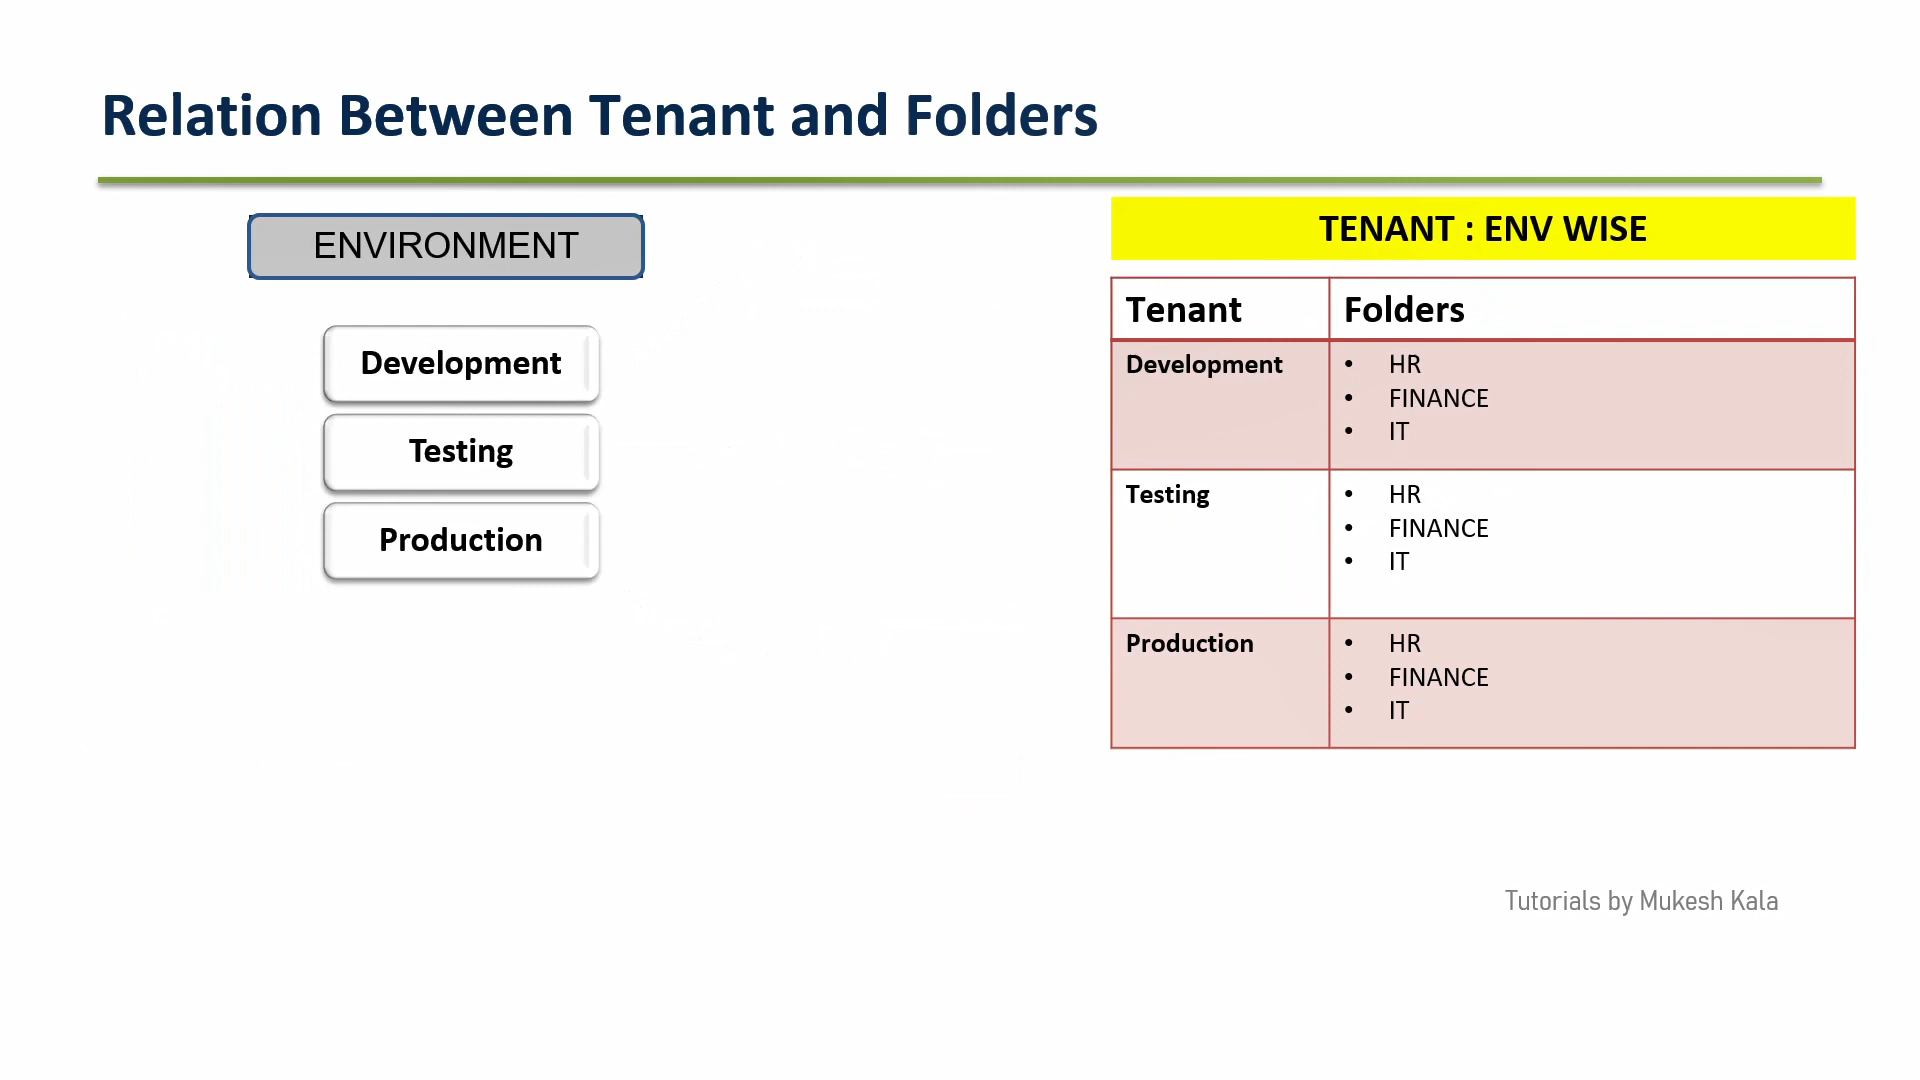 Relation Between Tenant and Folders
ENVIRONMENT
Development
Testing
Production
TENANT : ENV WISE
Tenant Folders
Development • HR
• FINANCE
• IT
Testing • HR
• FINANCE
• IT
Production • HR
• FINANCE
• IT
Tutorials by Mukesh Kala